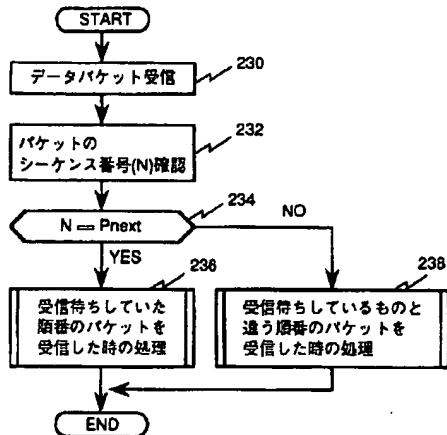 START
データパケット受信
230
パケットの
シーケンス番号(N)確認
232
N = Pnext
234
NO
YES
236
受信待ちしていた
順番のパケットを
受信した時の処理
238
受信待ちしているものと
違う順番のパケットを
受信した時の処理
END